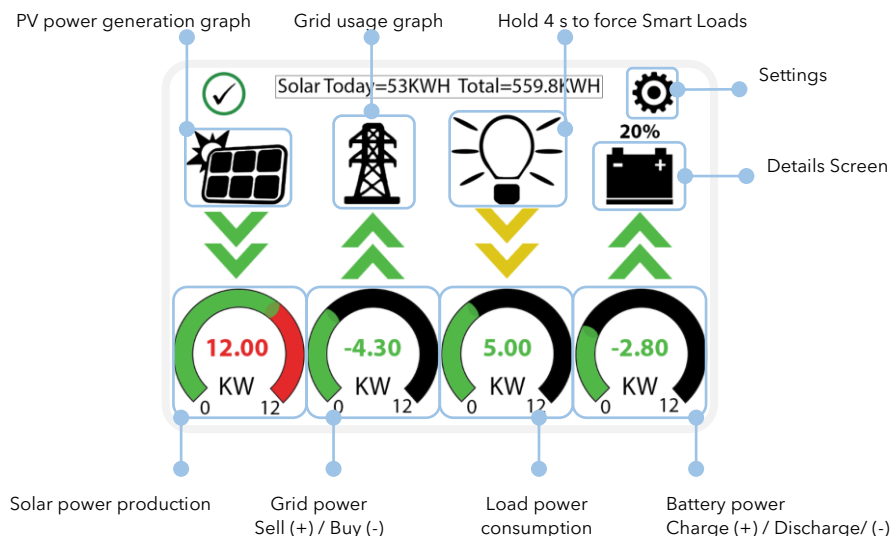 PV power generation graph
Grid usage graph
Hold 4 s to force Smart Loads
Solar Today=53KWH Total=559.8KWH
Settings
20%
Details Screen
12.00
KW
0 12
-4.30
KW
0 12
5.00
KW
0 12
-2.80
KW
0 12
Solar power production
Grid power
Sell (+) / Buy (-)
Load power
consumption
Battery power
Charge (+) / Discharge/ (-)